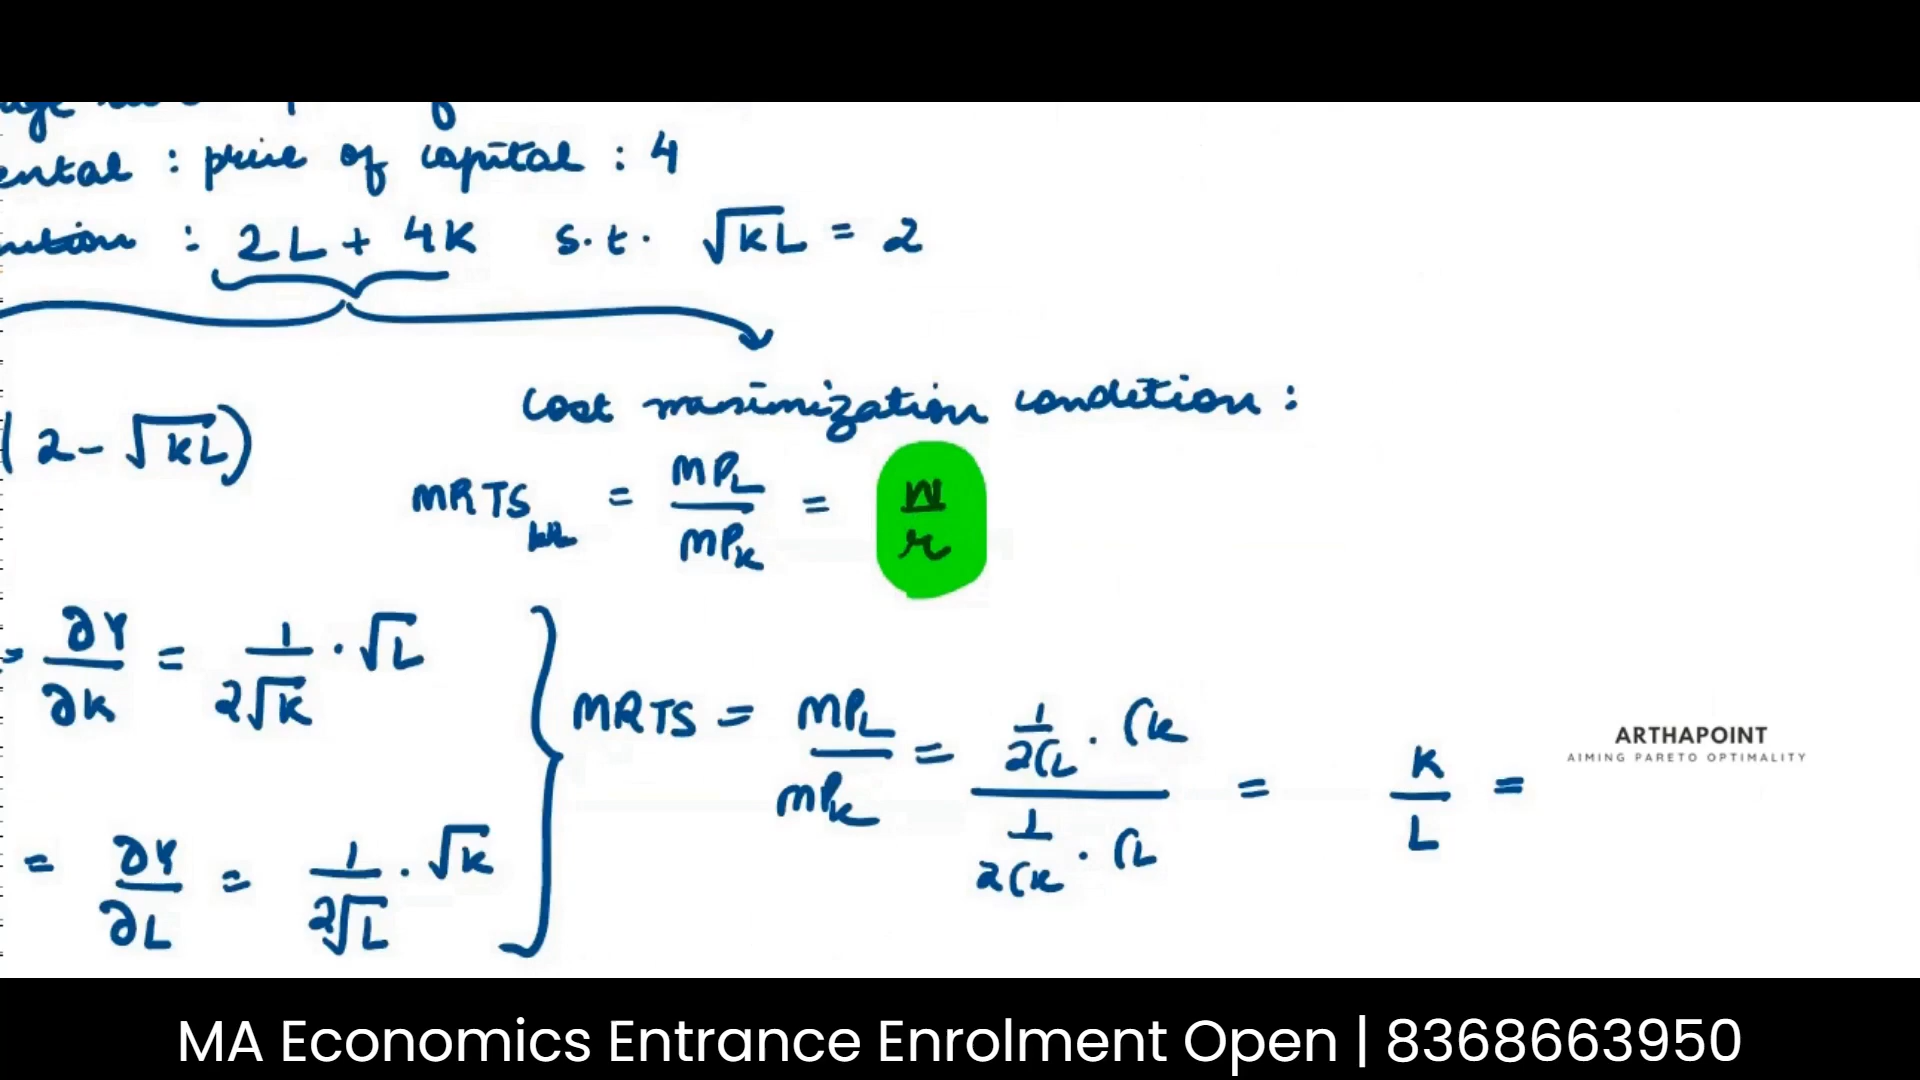 ental : price of capital : 4
: 2L + 4K s.t. √KL = 2
cost minimization condition :
( 2 - √KL)
MRTS = MPL/MPK = w/r
= ∂Y/∂K = 1/2√K · √L
MRTS = MPL/MPK = 1/2√L · √K / 1/2√K · √L = K/L =
= ∂Y/∂L = 1/2√L · √K
ARTHAPOINT
AIMING PARETO OPTIMALITY
MA Economics Entrance Enrolment Open | 8368663950